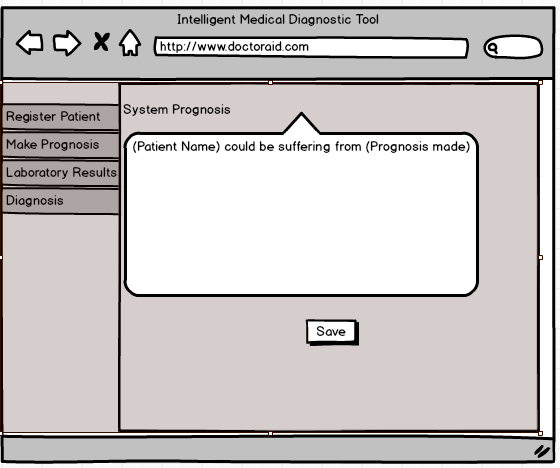 Intelligent Medical Diagnostic Tool
http://www.doctoraid.com
System Prognosis
Register Patient
Make Prognosis
Laboratory Results
Diagnosis
(Patient Name) could be suffering from (Prognosis made)
Save